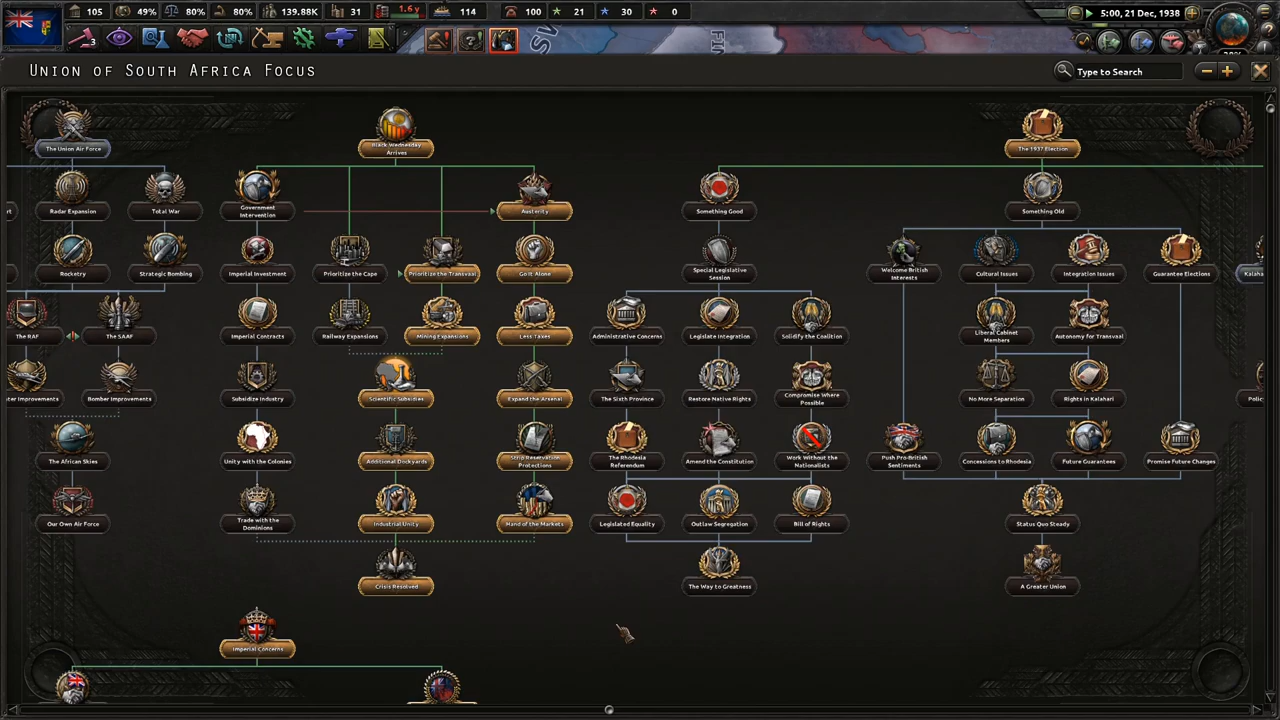 105 49% 80% 80% 139.88K 31 1.6y 114 100 21 30 0 5:00, 21 Dec, 1938
3
Union of South Africa Focus
Type to Search
The Union Air Force
Black Wednesday
Arrives
The 1937 Election
Radar Expansion
Total War
Government
Intervention
Austerity
Something Good
Something Old
Rocketry
Strategic Bombing
Imperial Investment
Prioritize the Cape
Prioritize the Transvaal
Go It Alone
Special Legislative
Session
Welcome British
Interests
Cultural Issues
Integration Issues
Guarantee Elections
The RAF
The SAAF
Imperial Contracts
Railway Expansions
Mining Expansions
Less Taxes
Administrative Concerns
Legislate Integration
Solidify the Coalition
Liberal Cabinet
Members
Autonomy for Transvaal
Bomber Improvements
Subsidize Industry
Scientific Subsidies
Expand the Arsenal
The Sixth Province
Restore Native Rights
Compromise Where
Possible
No More Separation
Rights in Kalahari
The African Skies
Unity with the Colonies
Additional Dockyards
Strip Reservation
Protections
The Rhodesia
Referendum
Amend the Constitution
Work Without the
Nationalists
Push Pro-British
Sentiments
Concessions to Rhodesia
Future Guarantees
Promise Future Changes
Our Own Air Force
Trade with the
Dominions
Industrial Unity
Hand of the Markets
Legislated Equality
Outlaw Segregation
Bill of Rights
Status Quo Steady
Crisis Resolved
The Way to Greatness
A Greater Union
Imperial Concerns